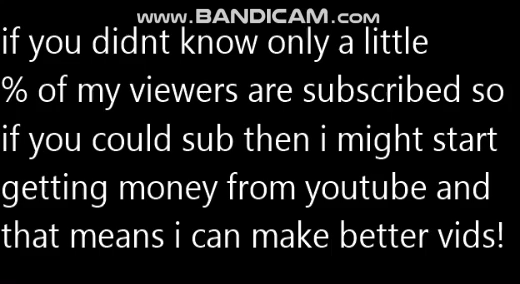 www.BANDICAM.com
if you didnt know only a little
% of my viewers are subscribed so
if you could sub then i might start
getting money from youtube and
that means i can make better vids!